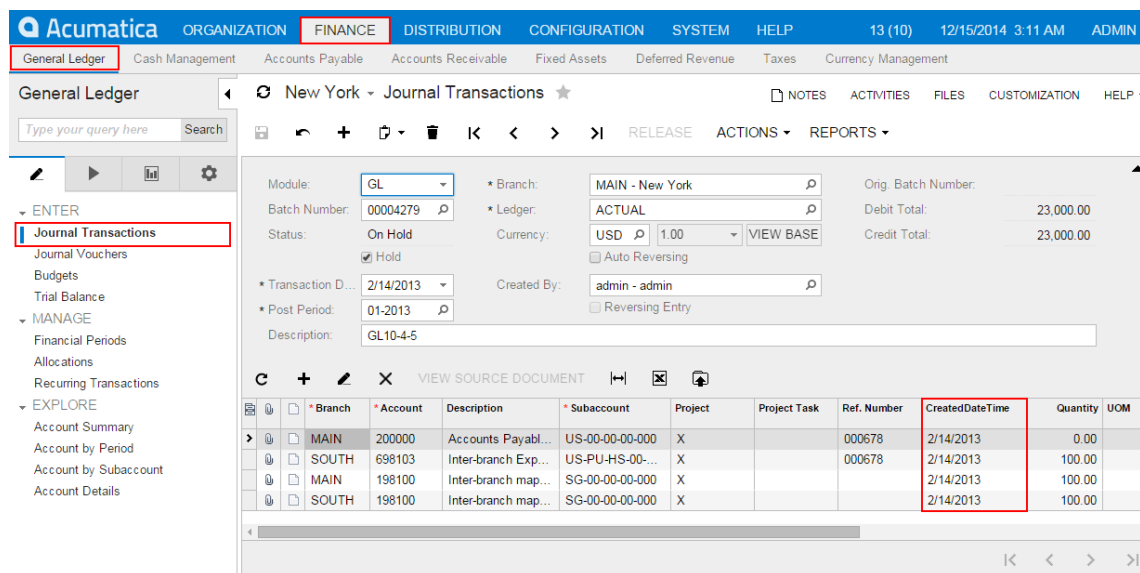 Acumatica ORGANIZATION FINANCE DISTRIBUTION CONFIGURATION SYSTEM HELP 13 (10) 12/15/2014 3:11 AM ADMIN
General Ledger Cash Management Accounts Payable Accounts Receivable Fixed Assets Deferred Revenue Taxes Currency Management
General Ledger
New York - Journal Transactions
NOTES ACTIVITIES FILES CUSTOMIZATION HELP
Type your query here Search
RELEASE ACTIONS REPORTS
ENTER
Journal Transactions
Journal Vouchers
Budgets
Trial Balance
MANAGE
Financial Periods
Allocations
Recurring Transactions
EXPLORE
Account Summary
Account by Period
Account by Subaccount
Account Details
Module: GL * Branch: MAIN - New York Orig. Batch Number:
Batch Number: 00004279 * Ledger: ACTUAL Debit Total: 23,000.00
Status: On Hold Currency: USD 1.00 VIEW BASE Credit Total: 23,000.00
Hold Auto Reversing
* Transaction D... 2/14/2013 Created By: admin - admin
* Post Period: 01-2013 Reversing Entry
Description: GL10-4-5
VIEW SOURCE DOCUMENT
* Branch * Account Description * Subaccount Project Project Task Ref. Number CreatedDateTime Quantity UOM
MAIN 200000 Accounts Payabl... US-00-00-00-000 X 000678 2/14/2013 0.00
SOUTH 698103 Inter-branch Exp... US-PU-HS-00-... X 000678 2/14/2013 100.00
MAIN 198100 Inter-branch map... SG-00-00-00-000 X 2/14/2013 100.00
SOUTH 198100 Inter-branch map... SG-00-00-00-000 X 2/14/2013 100.00